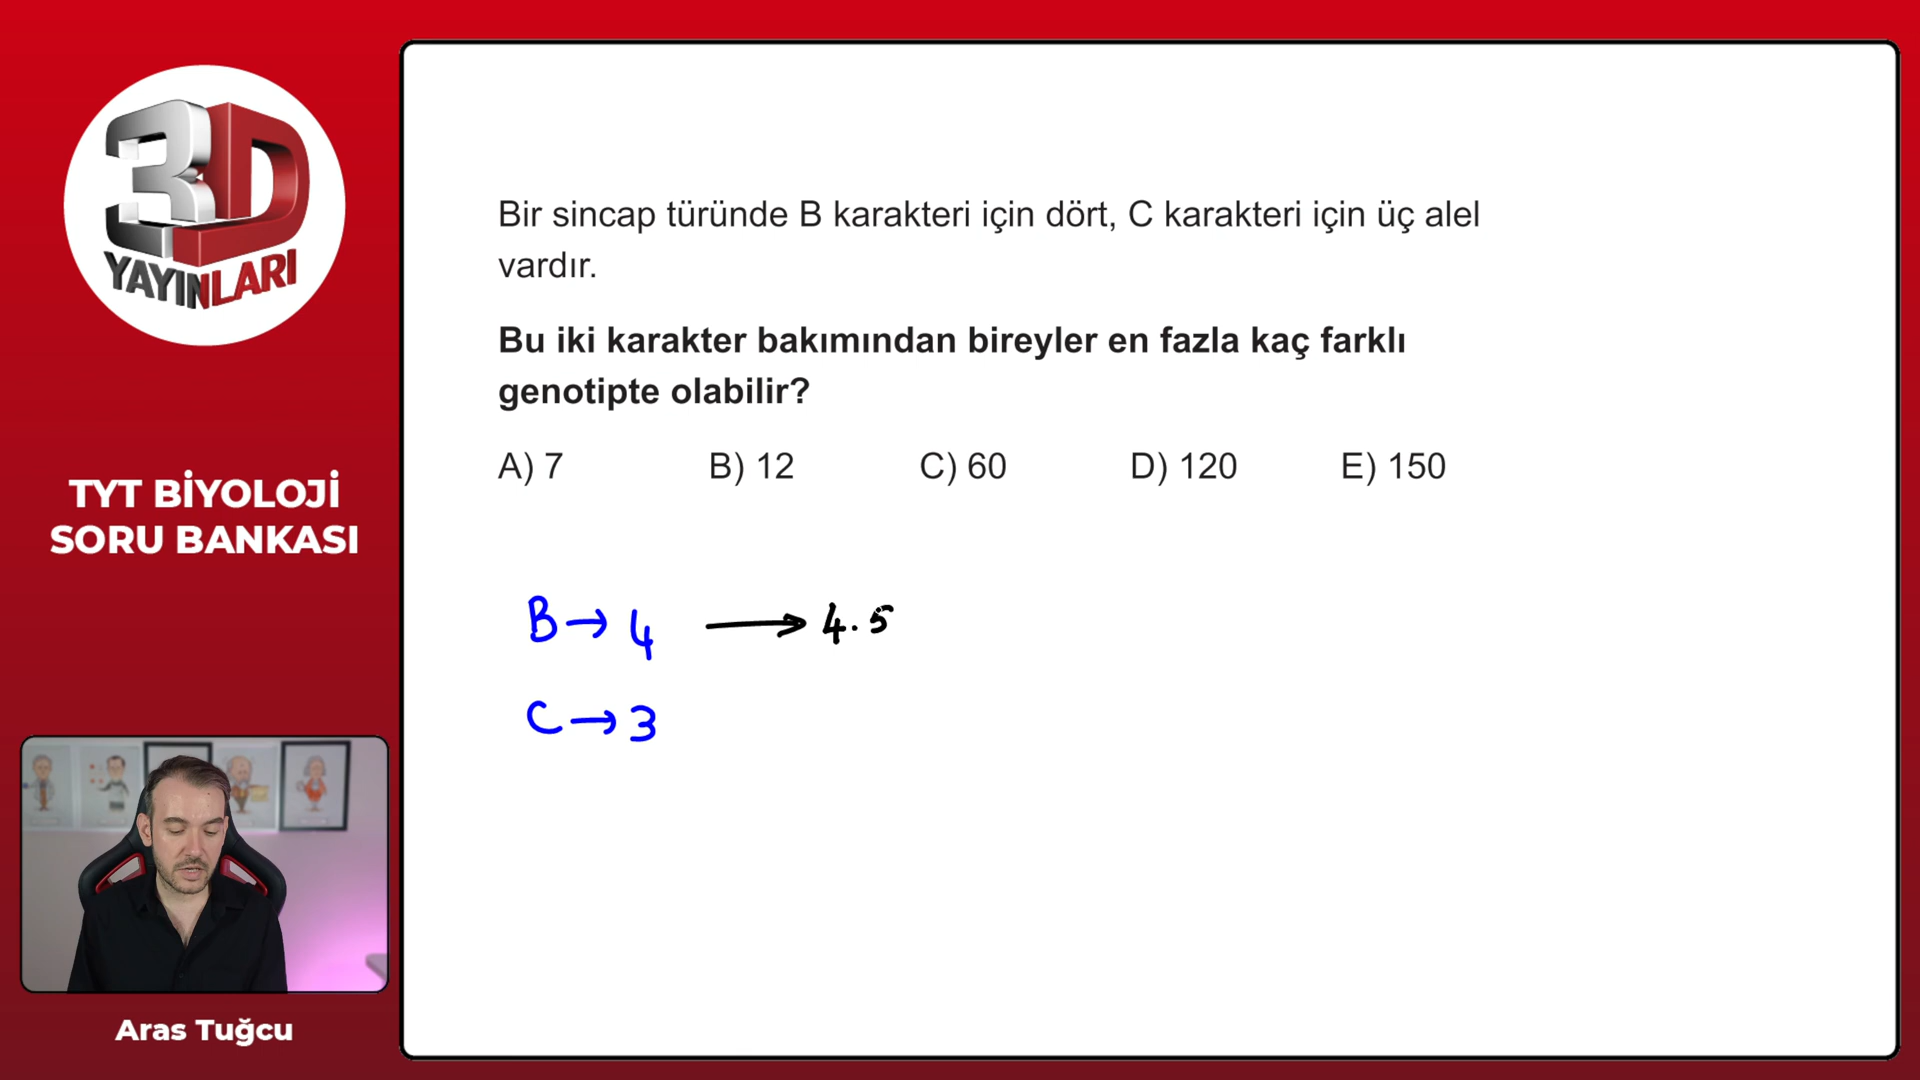 3D
YAYINLARI
TYT BİYOLOJİ
SORU BANKASI
Aras Tuğcu
Bir sincap türünde B karakteri için dört, C karakteri için üç alel
vardır.
Bu iki karakter bakımından bireyler en fazla kaç farklı
genotipte olabilir?
A) 7 B) 12 C) 60 D) 120 E) 150
B → 4 → 4.5
C → 3